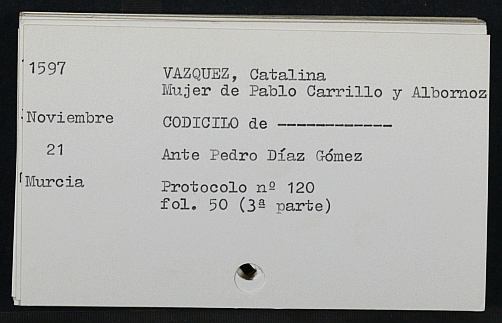 1597
VAZQUEZ, Catalina
Mujer de Pablo Carrillo y Albornoz
Noviembre
CODICILO de ------------
21
Ante Pedro Díaz Gómez
Murcia
Protocolo nº 120
fol. 50 (3ª parte)